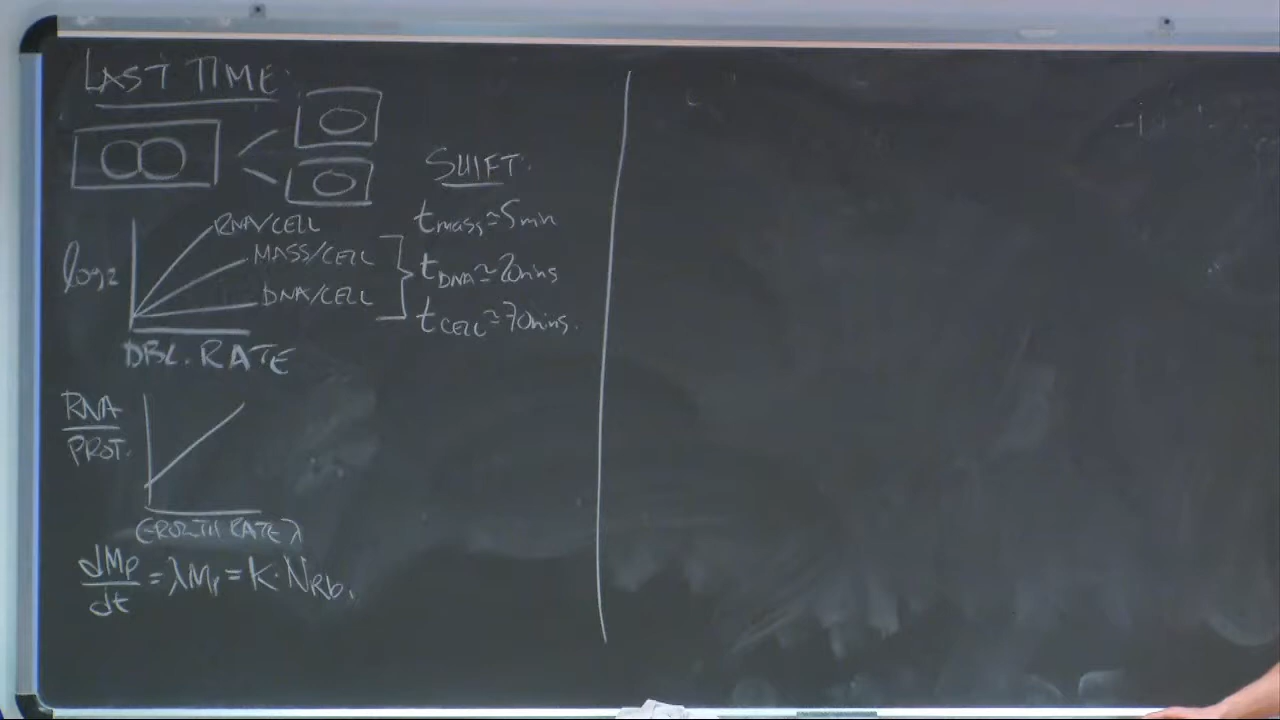 LAST TIME:
SHIFT:
log2
RNA/CELL
MASS/CELL
DNA/CELL
DBL. RATE
tmass≃5min
tDNA≃20mins
tCELL≃70mins.
RNA
PROT.
GROWTH RATE λ
dMp/dt = λMp = K·NRb.